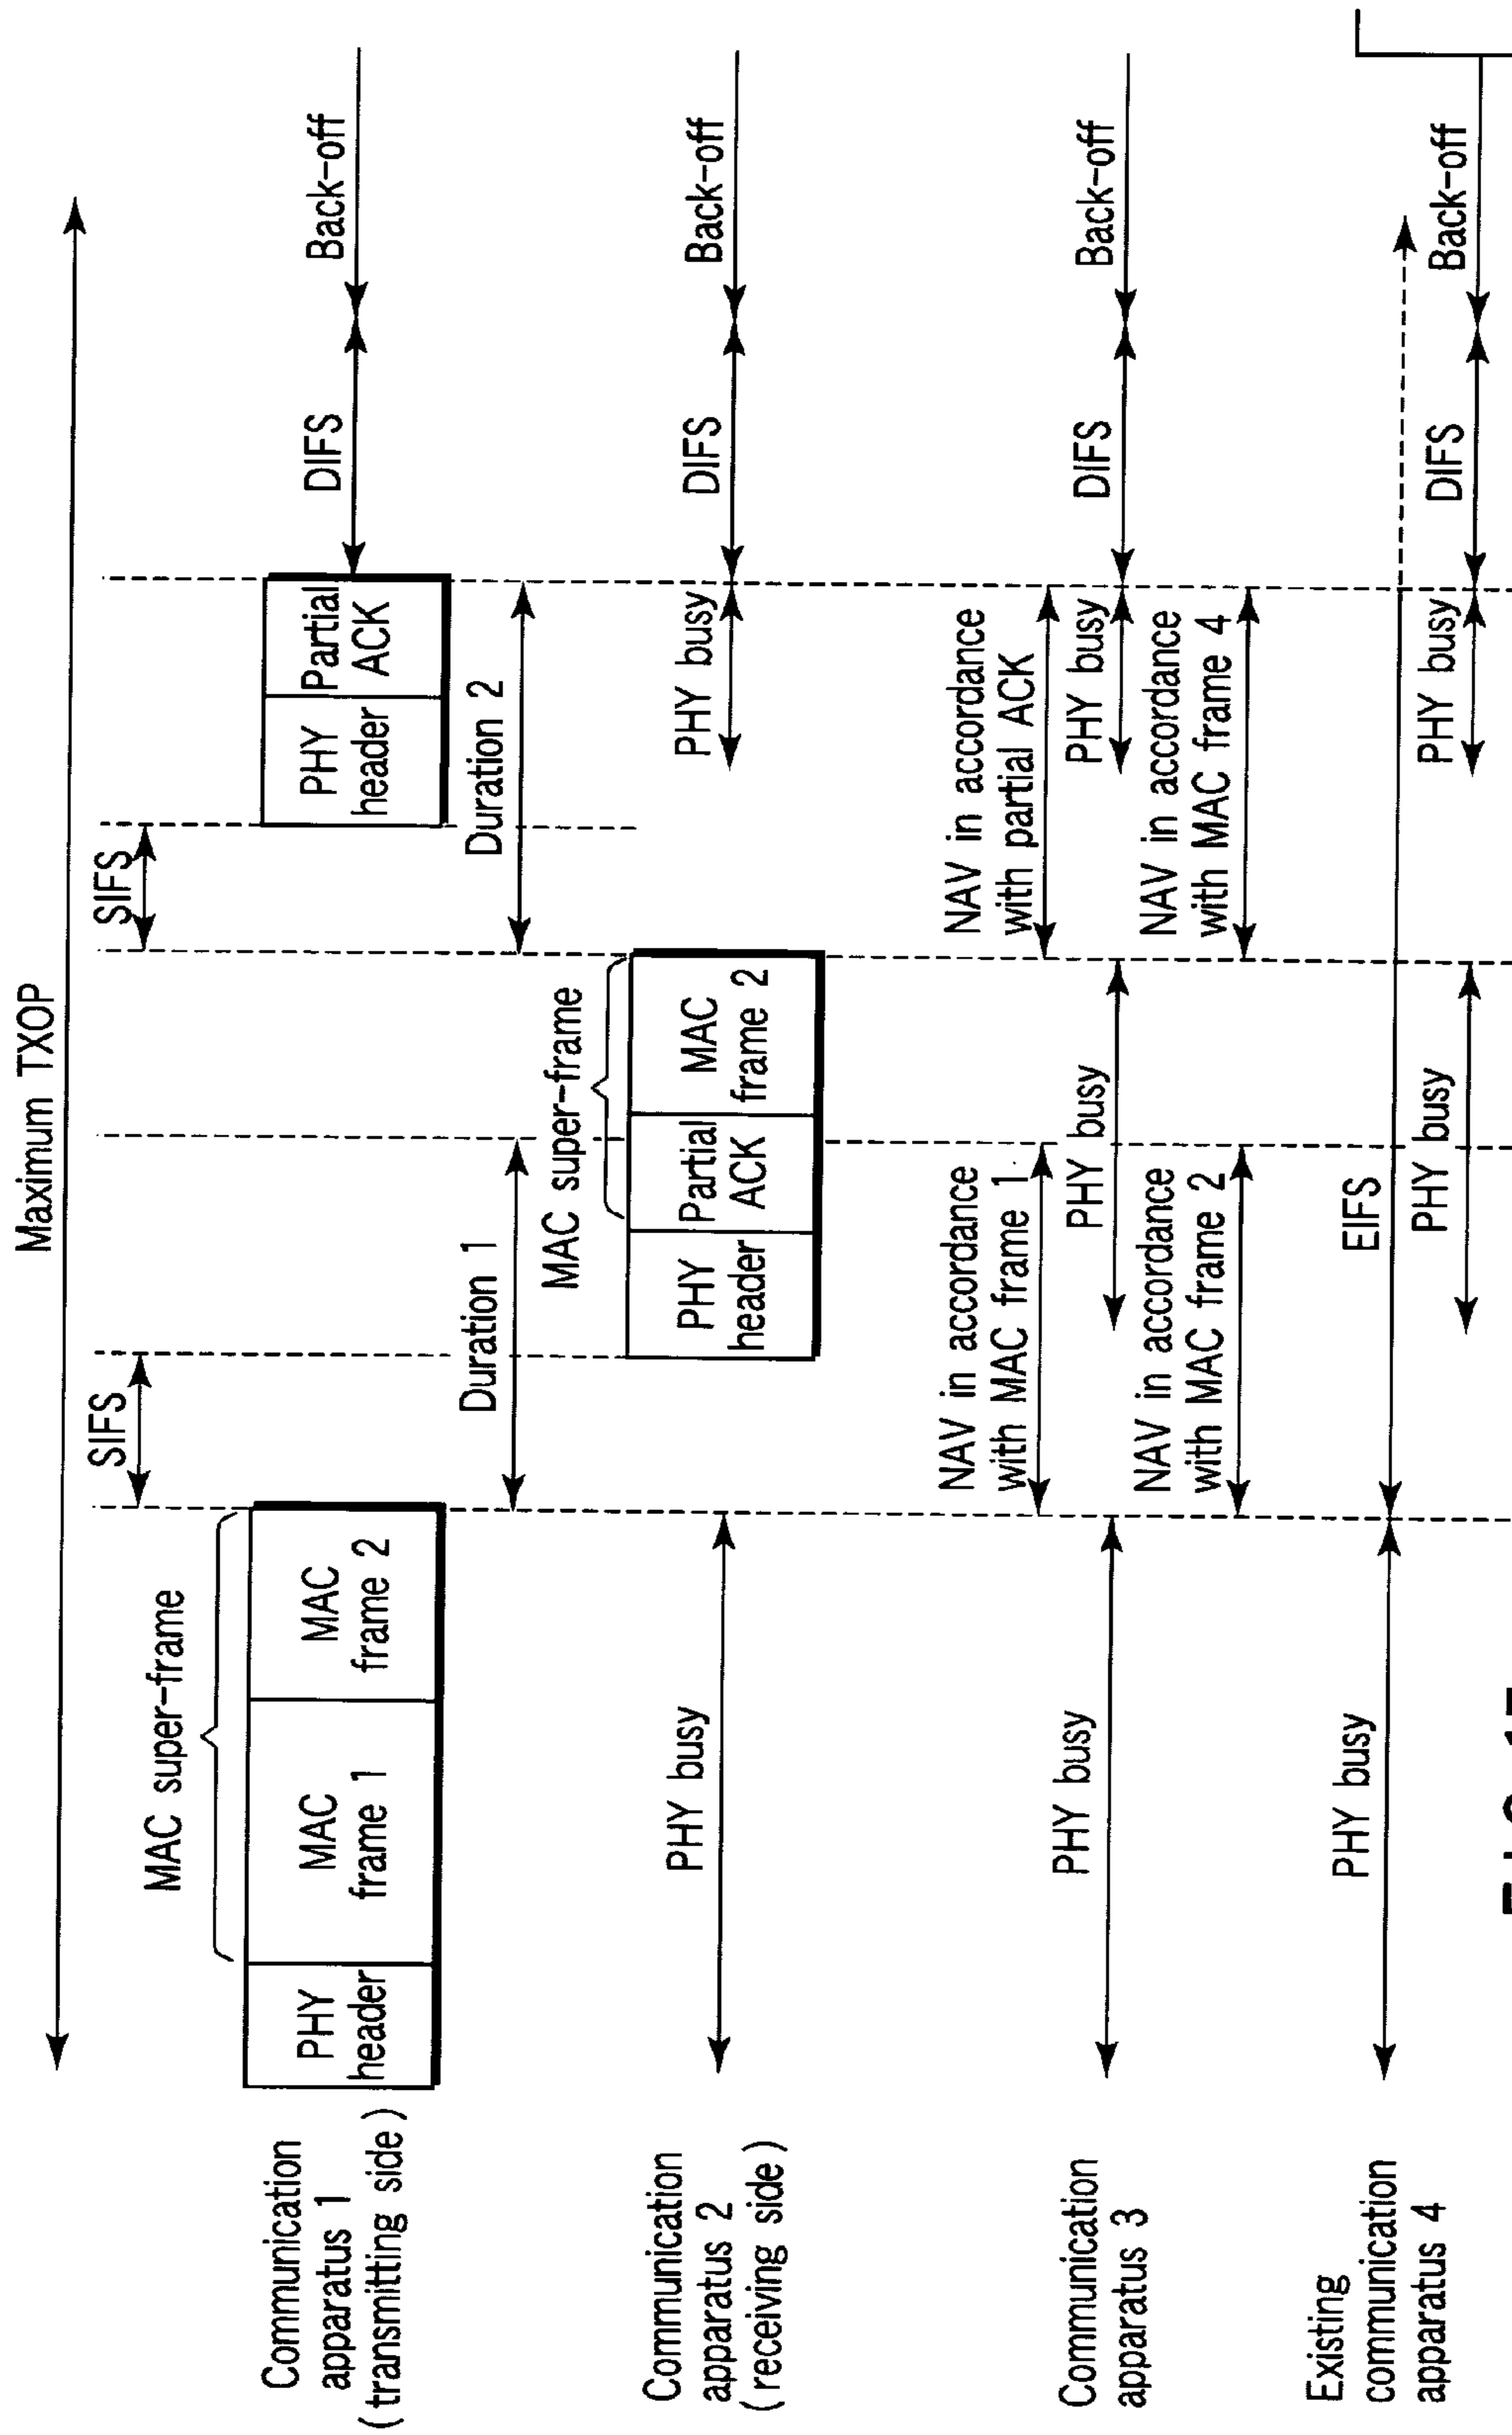 Maximum TXOP
SIFS
SIFS
MAC super-frame
Communication
apparatus 1
(transmitting side)
PHY
header
MAC
frame 1
MAC
frame 2
PHY
header
Partial
ACK
DIFS
Back-off
Duration 1
Duration 2
MAC super-frame
Communication
apparatus 2
(receiving side)
PHY busy
PHY
header
Partial
ACK
MAC
frame 2
PHY busy
DIFS
Back-off
NAV in accordance
with MAC frame 1
NAV in accordance
with partial ACK
Communication
apparatus 3
PHY busy
PHY busy
PHY busy
DIFS
Back-off
NAV in accordance
with MAC frame 2
NAV in accordance
with MAC frame 4
Existing
communication
apparatus 4
PHY busy
EIFS
PHY busy
PHY busy
DIFS
Back-off